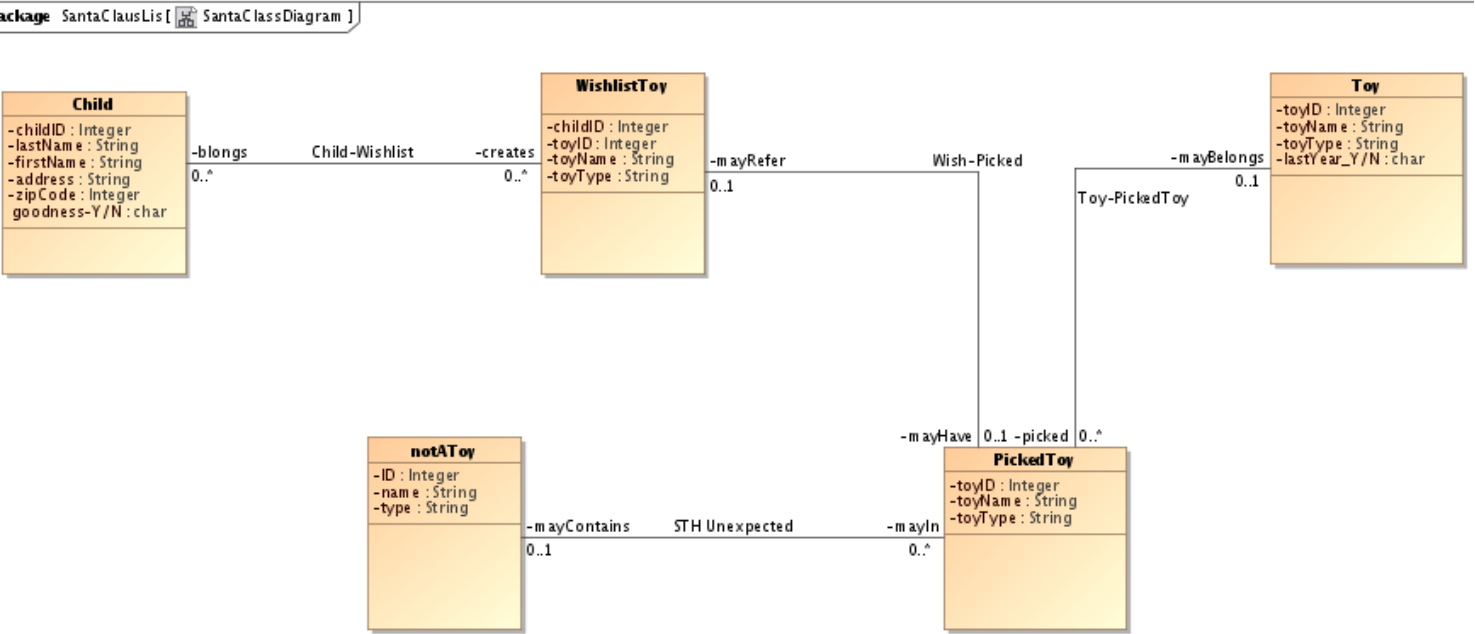 ackage SantaClausLis [ SantaClassDiagram ]
Child
-childID : Integer
-lastName : String
-firstName : String
-address : String
-zipCode : Integer
goodness-Y/N : char
-blongs
0..*
Child-Wishlist
-creates
0..*
WishlistToy
-childID : Integer
-toyID : Integer
-toyName : String
-toyType : String
-mayRefer
0..1
Wish-Picked
-mayBelongs
0..1
Toy-PickedToy
Toy
-toyID : Integer
-toyName : String
-toyType : String
-lastYear_Y/N : char
-mayHave 0..1 -picked 0..*
notAToy
-ID : Integer
-name : String
-type : String
-mayContains
0..1
STH Unexpected
-mayIn
0..*
PickedToy
-toyID : Integer
-toyName : String
-toyType : String